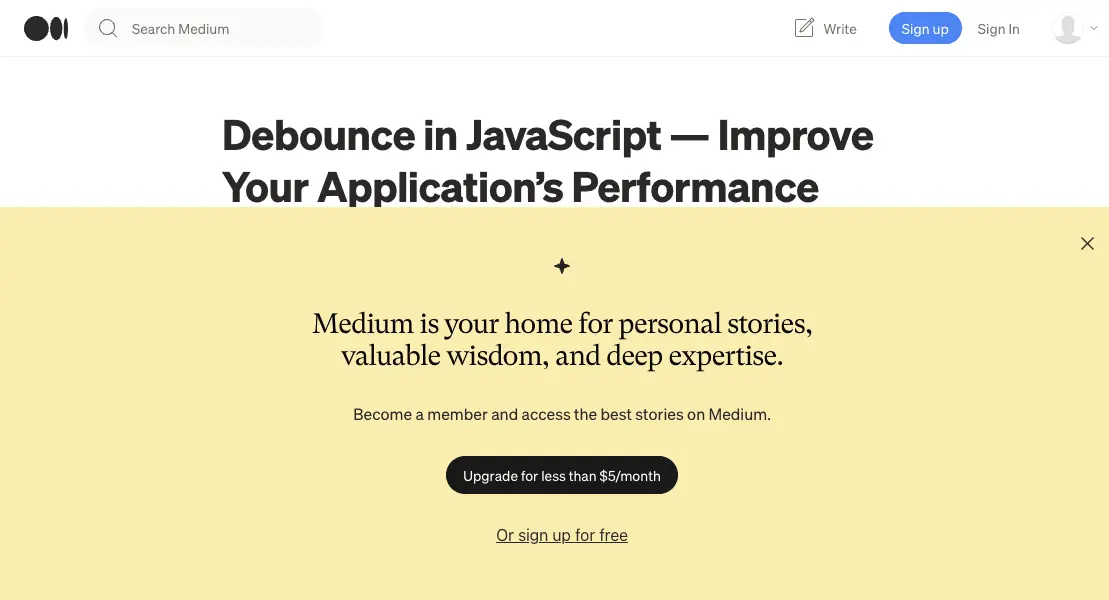 Search Medium
Write
Sign up
Sign In
Debounce in JavaScript — Improve
Your Application’s Performance
Medium is your home for personal stories,
valuable wisdom, and deep expertise.
Become a member and access the best stories on Medium.
Upgrade for less than $5/month
Or sign up for free